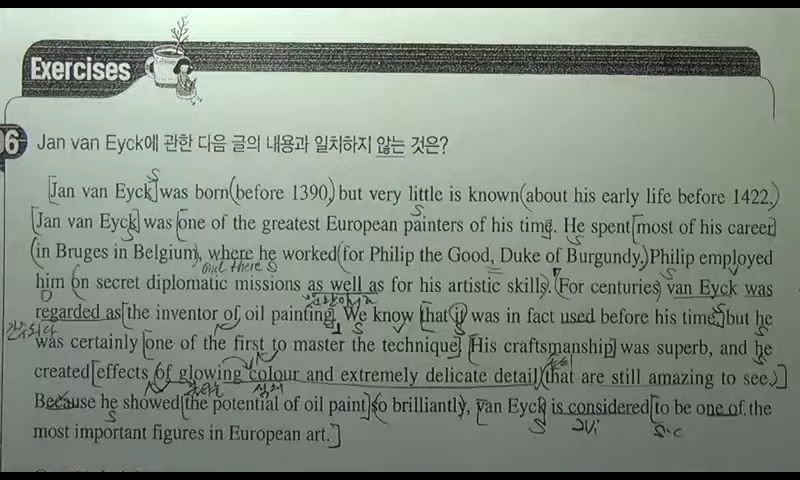 Exercises
06 Jan van Eyck에 관한 다음 글의 내용과 일치하지 않는 것은?
S
[Jan van Eyck] was born (before 1390,) but very little is known (about his early life before 1422.)
S
[Jan van Eyck] was [one of the greatest European painters of his time]. He spent [most of his career]
S S
(in Bruges in Belgium), where he worked (for Philip the Good, Duke of Burgundy.) Philip employed
and there S S
him (on secret diplomatic missions as well as for his artistic skills). (For centuries) van Eyck was
O
regarded as [the inventor of oil painting]. We know [that it was in fact used before his time,] but he
간주되다 S S
was certainly [one of the first to master the technique]. [His craftsmanship] was superb, and he
S
created [effects of glowing colour and extremely delicate detail] (that are still amazing to see.)
Because he showed [the potential of oil paint] (so brilliantly), [van Eyck] is considered [to be one of the
S S 2Vi S.C
most important figures in European art.]